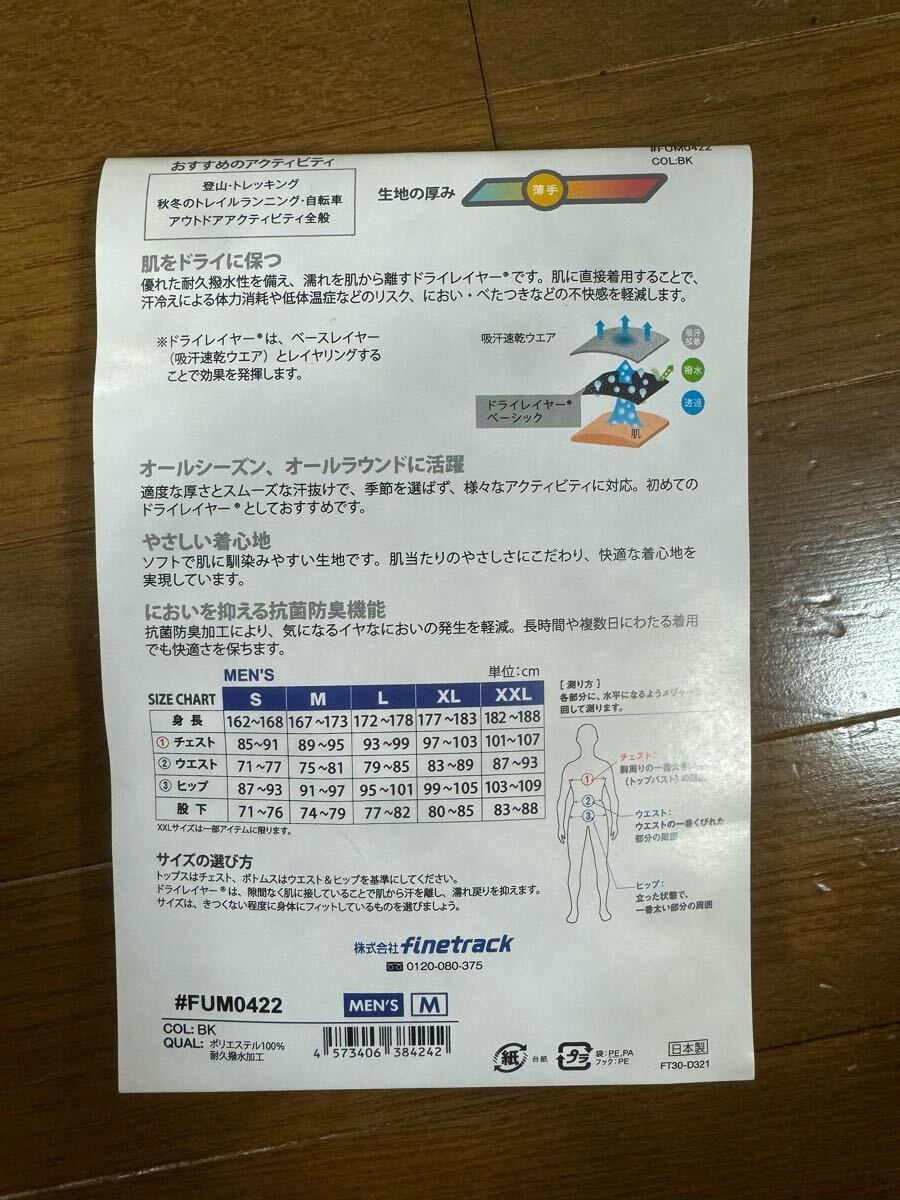 #FUM0422
COL:BK
おすすめのアクティビティ
登山・トレッキング
秋冬のトレイルランニング・自転車
アウトドアアクティビティ全般
生地の厚み
薄手
肌をドライに保つ
優れた耐久撥水性を備え、濡れを肌から離すドライレイヤー®です。肌に直接着用することで、
汗冷えによる体力消耗や低体温症などのリスク、におい・べたつきなどの不快感を軽減します。
※ドライレイヤー®は、ベースレイヤー
（吸汗速乾ウエア）とレイヤリングする
ことで効果を発揮します。
吸汗速乾ウエア
吸汗
拡散
撥水
透過
ドライレイヤー®
ベーシック
肌
オールシーズン、オールラウンドに活躍
適度な厚さとスムーズな汗抜けで、季節を選ばず、様々なアクティビティに対応。初めての
ドライレイヤー®としておすすめです。
やさしい着心地
ソフトで肌に馴染みやすい生地です。肌当たりのやさしさにこだわり、快適な着心地を
実現しています。
においを抑える抗菌防臭機能
抗菌防臭加工により、気になるイヤなにおいの発生を軽減。長時間や複数日にわたる着用
でも快適さを保ちます。
MEN'S 単位:cm
SIZE CHART S M L XL XXL
身長 162~168 167~173 172~178 177~183 182~188
①チェスト 85~91 89~95 93~99 97~103 101~107
②ウエスト 71~77 75~81 79~85 83~89 87~93
③ヒップ 87~93 91~97 95~101 99~105 103~109
股下 71~76 74~79 77~82 80~85 83~88
XXLサイズは一部アイテムに限ります。
[ 測り方 ]
各部分に、水平になるようメジャー
回して測ります。
①
②
③
チェスト:
胸周りの一番太
（トップバスト）の
ウエスト:
ウエストの一番くびれた
部分の周囲
ヒップ:
立った状態で、
一番太い部分の周囲
サイズの選び方
トップスはチェスト、ボトムスはウエスト&ヒップを基準にしてください。
ドライレイヤー®は、隙間なく肌に接していることで肌から汗を離し、濡れ戻りを抑えます。
サイズは、きつくない程度に身体にフィットしているものを選びましょう。
株式会社finetrack
0120-080-375
#FUM0422 MEN'S M
COL: BK
QUAL: ポリエステル100%
耐久撥水加工
4 573406 384242
紙 台紙
プラ 袋:PE,PA
フック:PE
日本製
FT30-D321